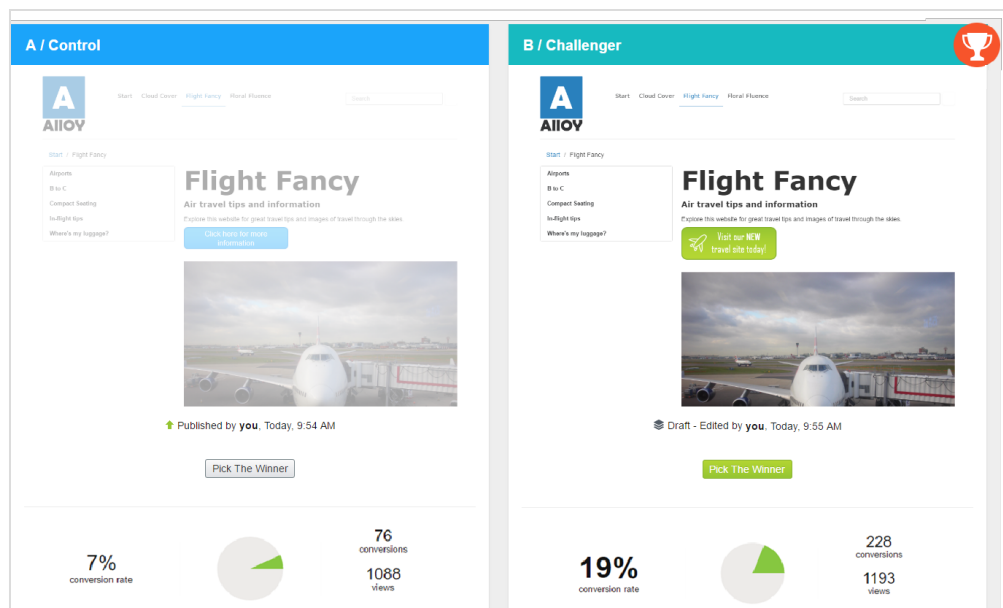 A / Control
A
AllOY
Start Cloud Cover Flight Fancy Floral Fluence
Search
Start / Flight Fancy
Airports
B to C
Compact Seating
In-flight tips
Where's my luggage?
Flight Fancy
Air travel tips and information
Explore this website for great travel tips and images of travel through the skies.
Click here for more
information
Published by you, Today, 9:54 AM
Pick The Winner
7%
conversion rate
76
conversions
1088
views
B / Challenger
A
AllOY
Start Cloud Cover Flight Fancy Floral Fluence
Search
Start / Flight Fancy
Airports
B to C
Compact Seating
In-flight tips
Where's my luggage?
Flight Fancy
Air travel tips and information
Explore this website for great travel tips and images of travel through the skies.
Visit our NEW
travel site today!
Draft - Edited by you, Today, 9:55 AM
Pick The Winner
19%
conversion rate
228
conversions
1193
views